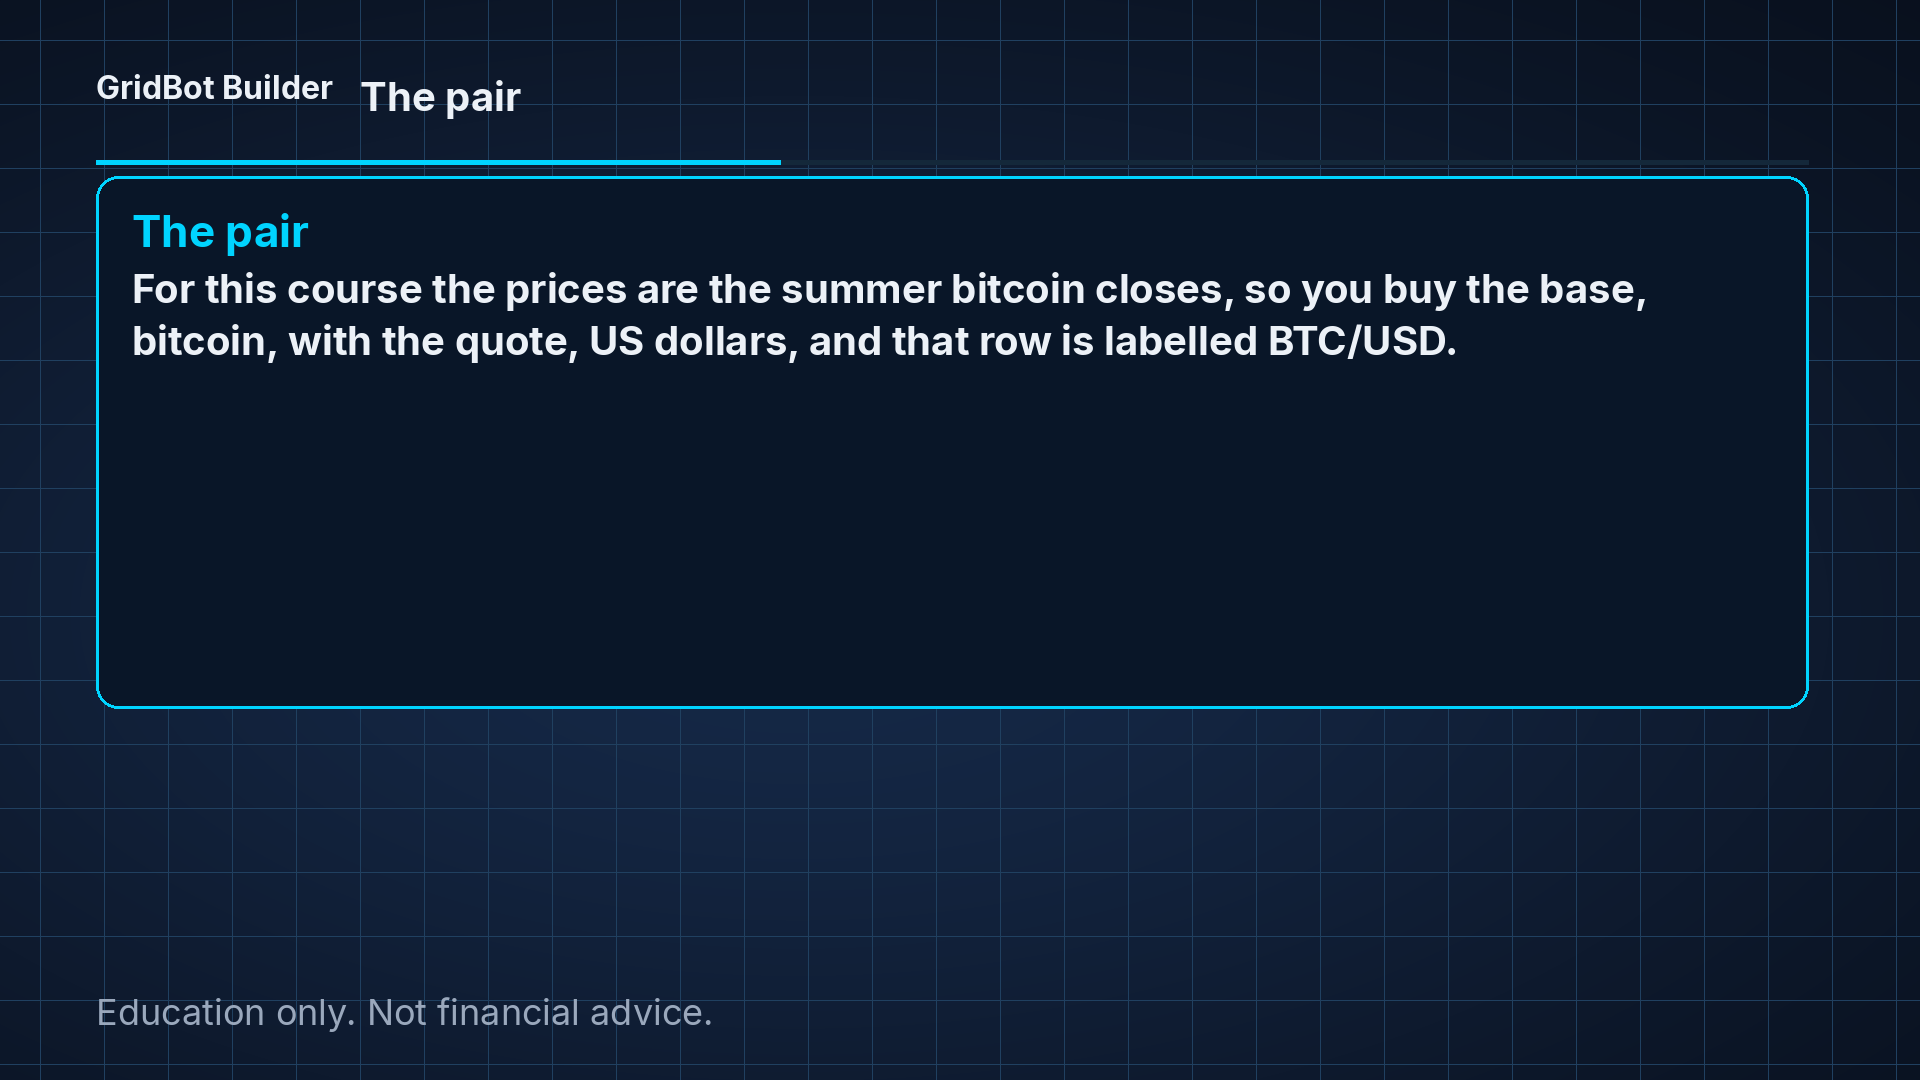 GridBot Builder
The pair
The pair
For this course the prices are the summer bitcoin closes, so you buy the base,
bitcoin, with the quote, US dollars, and that row is labelled BTC/USD.
Education only. Not financial advice.